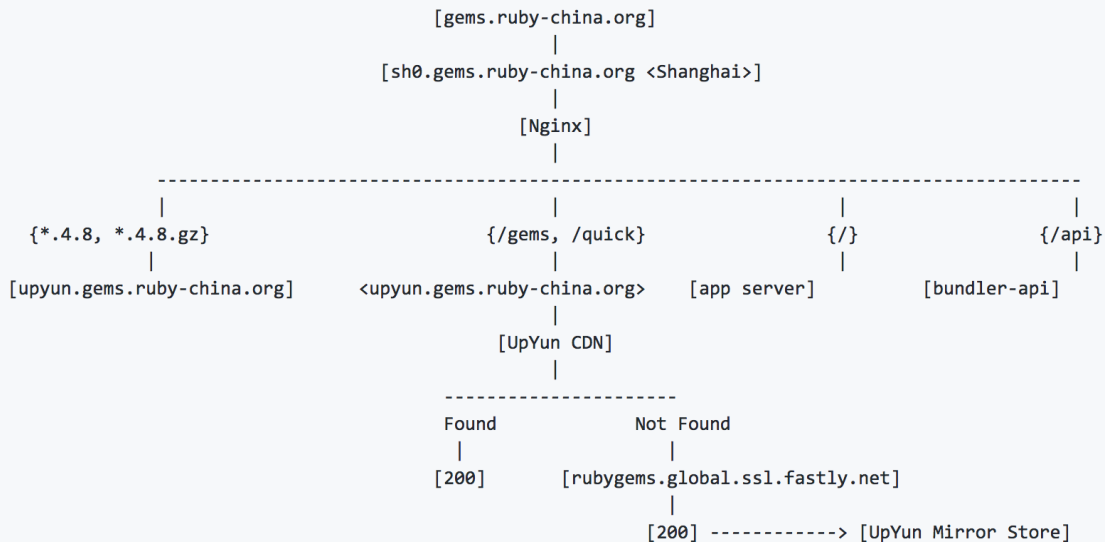 [gems.ruby-china.org]
|
[sh0.gems.ruby-china.org <Shanghai>]
|
[Nginx]
|
----------------------------------------------------------------------------------------
| | | |
{*.4.8, *.4.8.gz} {/gems, /quick} {/} {/api}
| | | |
[upyun.gems.ruby-china.org] <upyun.gems.ruby-china.org> [app server] [bundler-api]
|
[UpYun CDN]
|
----------------------
Found Not Found
| |
[200] [rubygems.global.ssl.fastly.net]
|
[200] ------------> [UpYun Mirror Store]